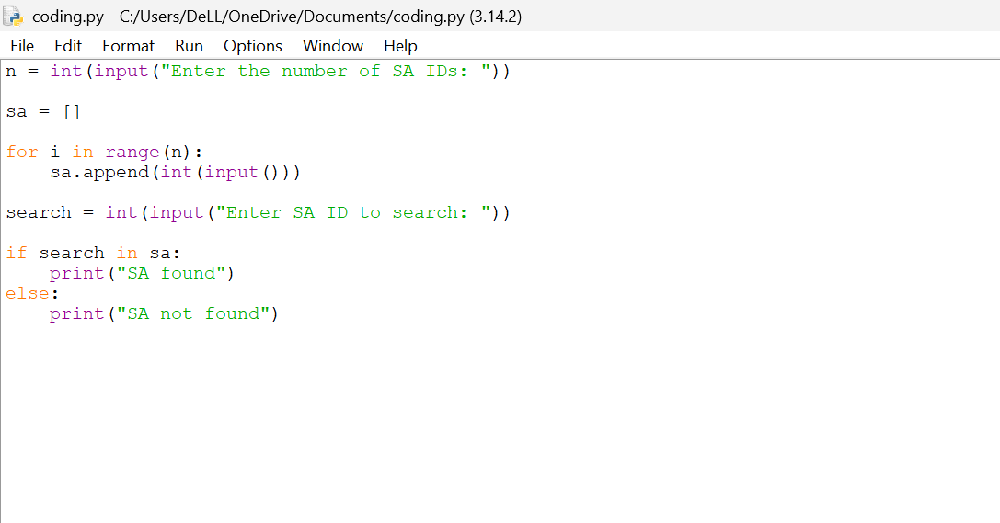 coding.py - C:/Users/DeLL/OneDrive/Documents/coding.py (3.14.2)
File Edit Format Run Options Window Help
n = int(input("Enter the number of SA IDs: "))
sa = []
for i in range(n):
    sa.append(int(input()))
search = int(input("Enter SA ID to search: "))
if search in sa:
    print("SA found")
else:
    print("SA not found")